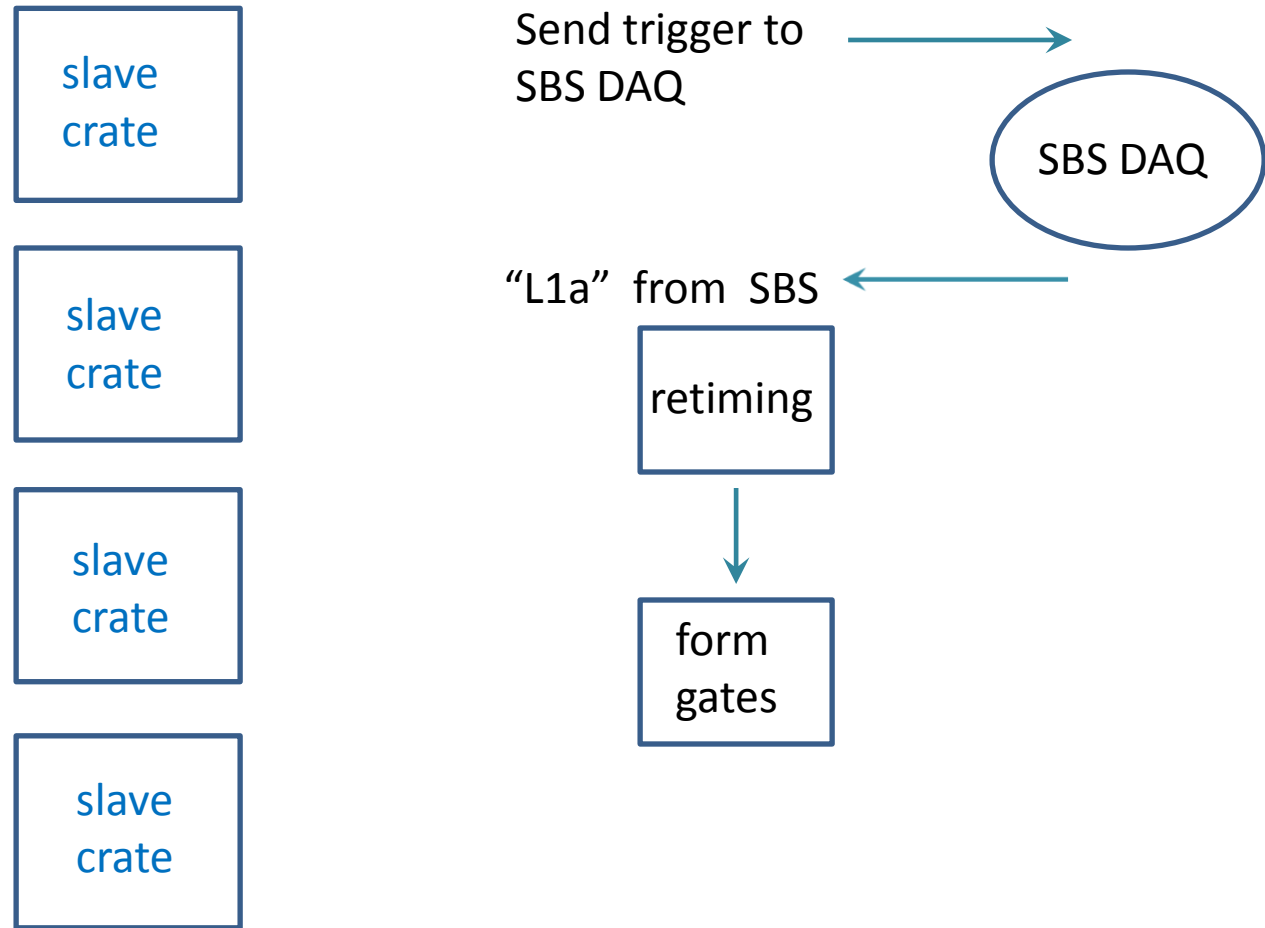 slave
crate
Send trigger to
SBS DAQ
SBS DAQ
slave
crate
“L1a” from SBS
retiming
slave
crate
form
gates
slave
crate